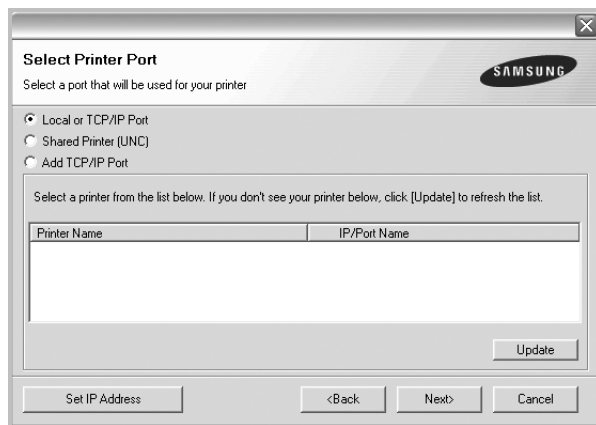 Select Printer Port
Select a port that will be used for your printer
SAMSUNG
Local or TCP/IP Port
Shared Printer (UNC)
Add TCP/IP Port
Select a printer from the list below. If you don't see your printer below, click [Update] to refresh the list.
Printer Name IP/Port Name
Update
Set IP Address <Back Next> Cancel